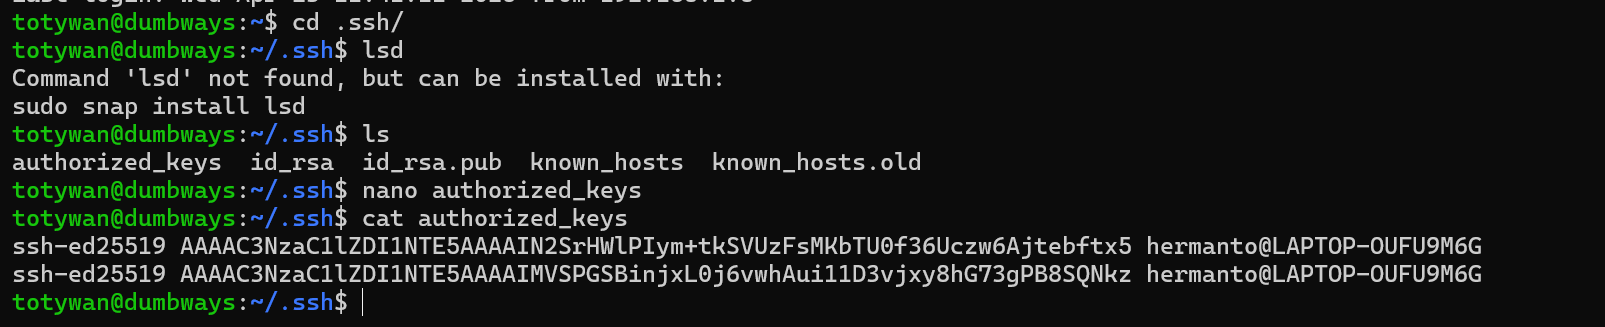 totywan@dumbways:~$ cd .ssh/
totywan@dumbways:~/.ssh$ lsd
Command 'lsd' not found, but can be installed with:
sudo snap install lsd
totywan@dumbways:~/.ssh$ ls
authorized_keys  id_rsa  id_rsa.pub  known_hosts  known_hosts.old
totywan@dumbways:~/.ssh$ nano authorized_keys
totywan@dumbways:~/.ssh$ cat authorized_keys
ssh-ed25519 AAAAC3NzaC1lZDI1NTE5AAAAIN2SrHWlPIym+tkSVUzFsMKbTU0f36Uczw6Ajtebftx5 hermanto@LAPTOP-OUFU9M6G
ssh-ed25519 AAAAC3NzaC1lZDI1NTE5AAAAIMVSPGSBinjxL0j6vwhAui11D3vjxy8hG73gPB8SQNkz hermanto@LAPTOP-OUFU9M6G
totywan@dumbways:~/.ssh$